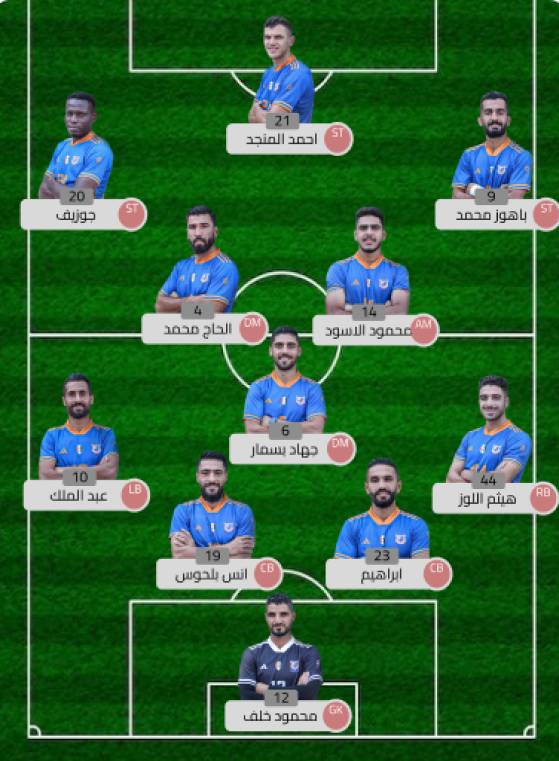 21
احمد المنجد
ST
20
جوزيف
ST
9
باهوز محمد
ST
4
الحاج محمد
DM
14
محمود الاسود
AM
6
جهاد بسمار
DM
10
عبد الملك
LB
44
هيثم اللوز
RB
19
انس بلحوس
CB
23
ابراهيم
CB
12
محمود خلف
GK